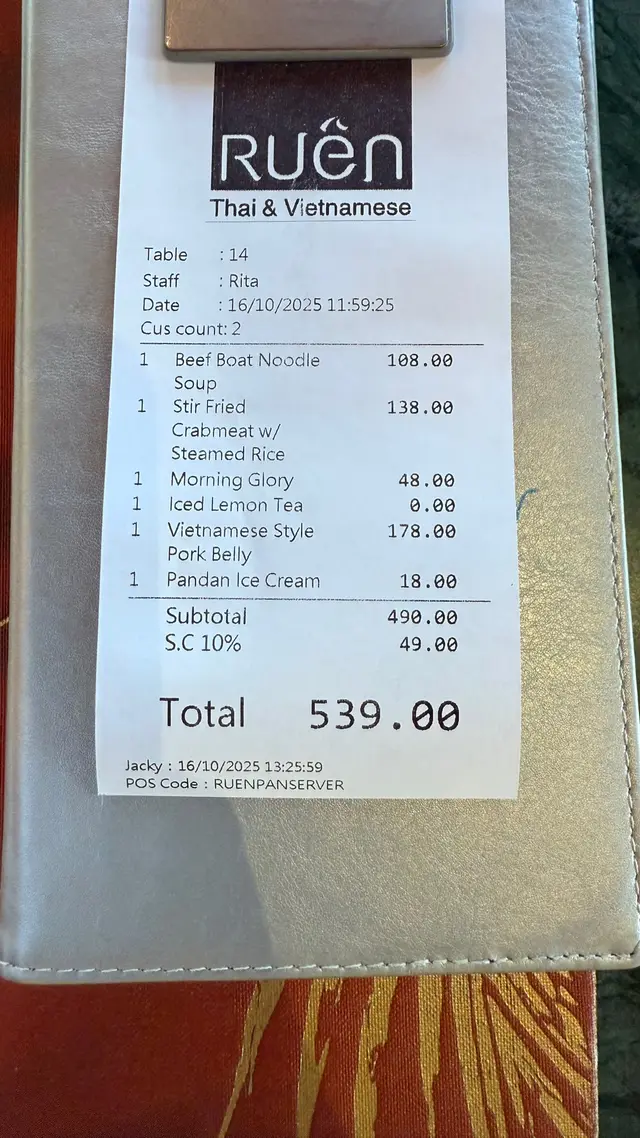 Ruên
Thai & Vietnamese
Table : 14
Staff : Rita
Date : 16/10/2025 11:59:25
Cus count: 2
1 Beef Boat Noodle 108.00
Soup
1 Stir Fried 138.00
Crabmeat w/
Steamed Rice
1 Morning Glory 48.00
1 Iced Lemon Tea 0.00
1 Vietnamese Style 178.00
Pork Belly
1 Pandan Ice Cream 18.00
Subtotal 490.00
S.C 10% 49.00
Total 539.00
Jacky : 16/10/2025 13:25:59
POS Code : RUENPANSERVER